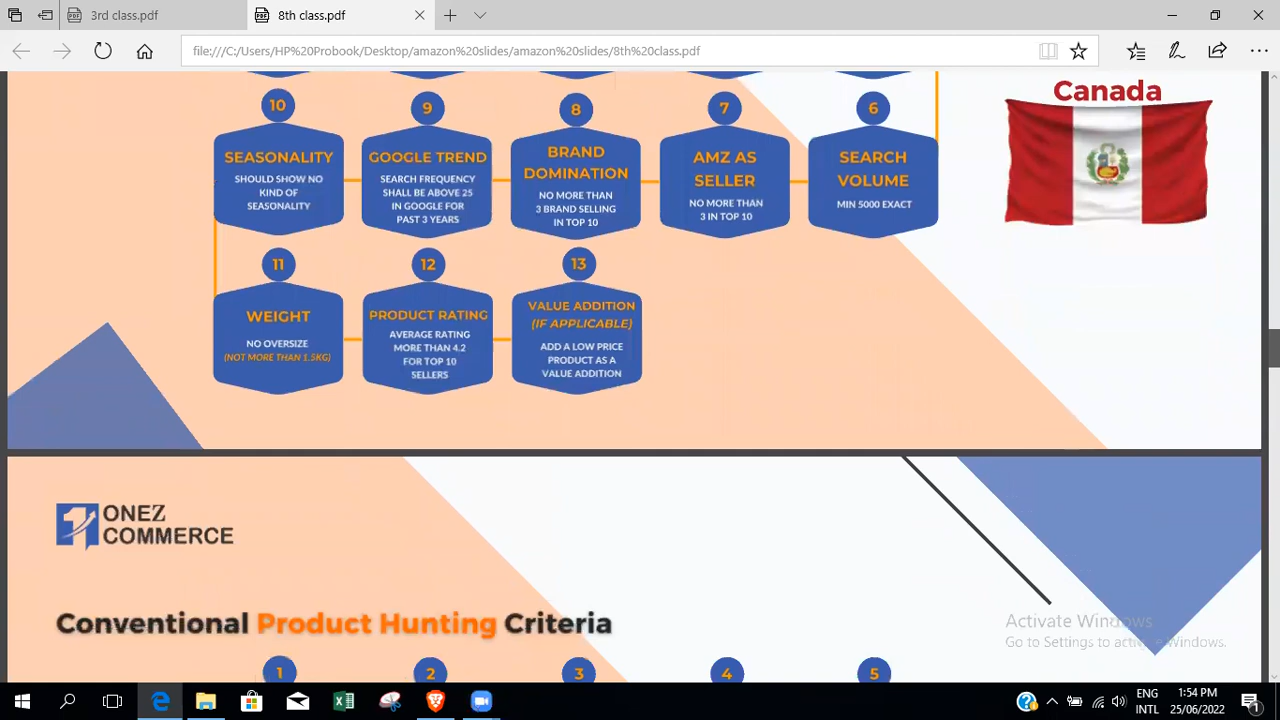 3rd class.pdf
8th class.pdf
file:///C:/Users/HP%20Probook/Desktop/amazon%20slides/amazon%20slides/8th%20class.pdf
Canada
10
SEASONALITY
SHOULD SHOW NO
KIND OF
SEASONALITY
9
GOOGLE TREND
SEARCH FREQUENCY
SHALL BE ABOVE 25
IN GOOGLE FOR
PAST 3 YEARS
8
BRAND
DOMINATION
NO MORE THAN
3 BRAND SELLING
IN TOP 10
7
AMZ AS
SELLER
NO MORE THAN
3 IN TOP 10
6
SEARCH
VOLUME
MIN 5000 EXACT
11
WEIGHT
NO OVERSIZE
(NOT MORE THAN 1.5KG)
12
PRODUCT RATING
AVERAGE RATING
MORE THAN 4.2
FOR TOP 10
SELLERS
13
VALUE ADDITION
(IF APPLICABLE)
ADD A LOW PRICE
PRODUCT AS A
VALUE ADDITION
1 ONEZ
COMMERCE
Conventional Product Hunting Criteria
1 2 3 4 5
Activate Windows
Go to Settings to activate Windows.
ENG
INTL
1:54 PM
25/06/2022
1